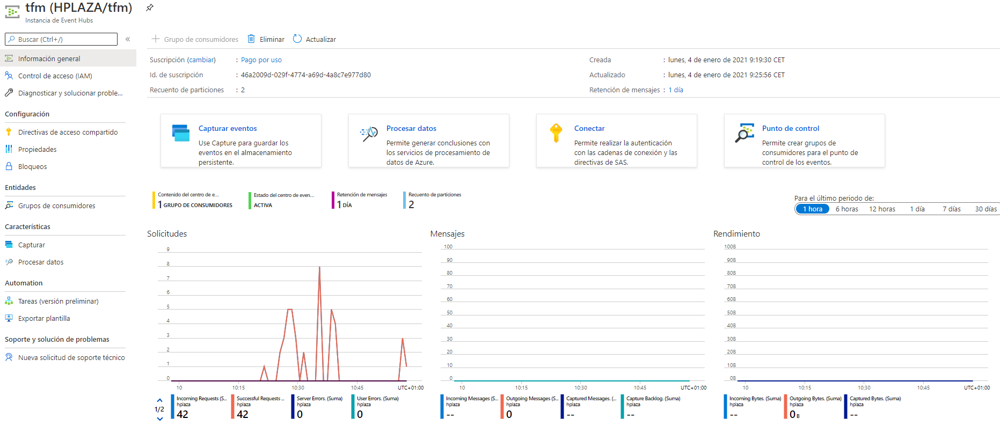 tfm (HPLAZA/tfm)
Instancia de Event Hubs
Buscar (Ctrl+/)
«
Información general
Control de acceso (IAM)
Diagnosticar y solucionar proble...
Configuración
Directivas de acceso compartido
Propiedades
Bloqueos
Entidades
Grupos de consumidores
Características
Capturar
Procesar datos
Automation
Tareas (versión preliminar)
Exportar plantilla
Soporte y solución de problemas
Nueva solicitud de soporte técnico
Grupo de consumidores Eliminar Actualizar
Suscripción (cambiar) : Pago por uso
Id. de suscripción : 46a2009d-029f-4774-a69d-4a8c7e977d80
Recuento de particiones : 2
Creada : lunes, 4 de enero de 2021 9:19:30 CET
Actualizado : lunes, 4 de enero de 2021 9:25:56 CET
Retención de mensajes : 1 día
Capturar eventos
Use Capture para guardar los
eventos en el almacenamiento
persistente.
Procesar datos
Permite generar conclusiones con
los servicios de procesamiento de
datos de Azure.
Conectar
Permite realizar la autenticación
con las cadenas de conexión y las
directivas de SAS.
Punto de control
Permite crear grupos de
consumidores para el punto de
control de los eventos.
Contenido del centro de e...
1 GRUPO DE CONSUMIDORES
Estado del centro de even...
ACTIVA
Retención de mensajes
1 DÍA
Recuento de particiones
2
Para el último periodo de:
1 hora 6 horas 12 horas 1 día 7 días 30 días
Solicitudes
9
8
7
6
5
4
3
2
1
0
10 10:15 10:30 10:45 UTC+01:00
1/2
Incoming Requests (S...
hplaza
42
Successful Requests ...
hplaza
42
Server Errors. (Suma)
hplaza
0
User Errors. (Suma)
hplaza
0
Mensajes
100
90
80
70
60
50
40
30
20
10
0
10 10:15 10:30 10:45 UTC+01:00
Incoming Messages (S...
hplaza
--
Outgoing Messages (S...
hplaza
0
Captured Messages. (...
hplaza
--
Capture Backlog. (Suma)
hplaza
--
Rendimiento
100B
90B
80B
70B
60B
50B
40B
30B
20B
10B
0B
10 10:15 10:30 10:45 UTC+01:00
Incoming Bytes. (Suma)
hplaza
--
Outgoing Bytes. (Suma)
hplaza
0 B
Captured Bytes. (Suma)
hplaza
--